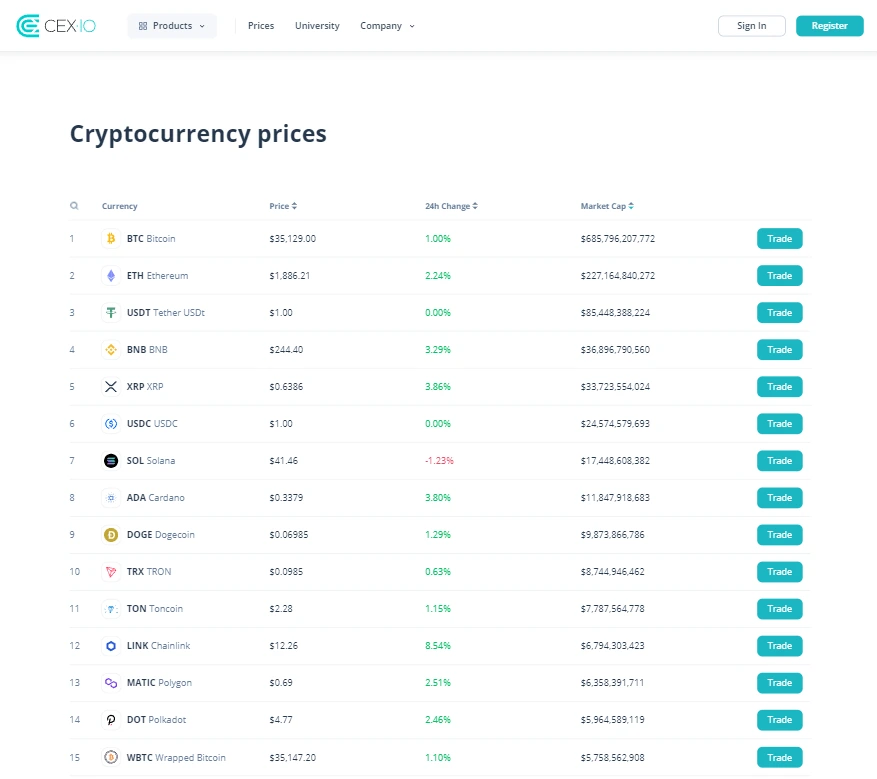 CEX·IO Products Prices University Company Sign In Register
Cryptocurrency prices
Currency Price 24h Change Market Cap
1 BTC Bitcoin $35,129.00 1.00% $685,796,207,772 Trade
2 ETH Ethereum $1,886.21 2.24% $227,164,840,272 Trade
3 USDT Tether USDt $1.00 0.00% $85,448,388,224 Trade
4 BNB BNB $244.40 3.29% $36,896,790,560 Trade
5 XRP XRP $0.6386 3.86% $33,723,554,024 Trade
6 USDC USDC $1.00 0.00% $24,574,579,693 Trade
7 SOL Solana $41.46 -1.23% $17,448,608,382 Trade
8 ADA Cardano $0.3379 3.80% $11,847,918,683 Trade
9 DOGE Dogecoin $0.06985 1.29% $9,873,866,786 Trade
10 TRX TRON $0.0985 0.63% $8,744,946,462 Trade
11 TON Toncoin $2.28 1.15% $7,787,564,778 Trade
12 LINK Chainlink $12.26 8.54% $6,794,303,423 Trade
13 MATIC Polygon $0.69 2.51% $6,358,391,711 Trade
14 DOT Polkadot $4.77 2.46% $5,964,589,119 Trade
15 WBTC Wrapped Bitcoin $35,147.20 1.10% $5,758,562,908 Trade